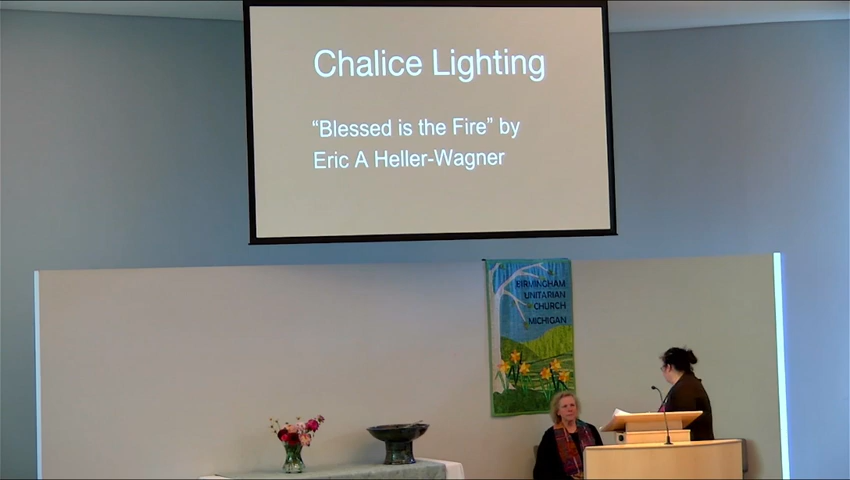 Chalice Lighting
“Blessed is the Fire” by
Eric A Heller-Wagner
BIRMINGHAM
UNITARIAN
CHURCH
MICHIGAN